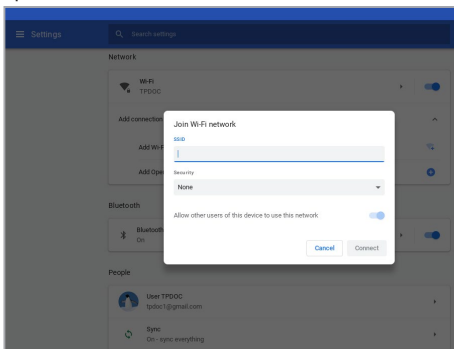 Settings
Search settings
Network
Wi-Fi
TPDOC
Add connection
Join Wi-Fi network
SSID
Add Wi-F
Security
None
Add Ope
Allow other users of this device to use this network
Bluetooth
Bluetooth
On
Cancel
Connect
People
User TPDOC
tpdoc1@gmail.com
Sync
On - sync everything